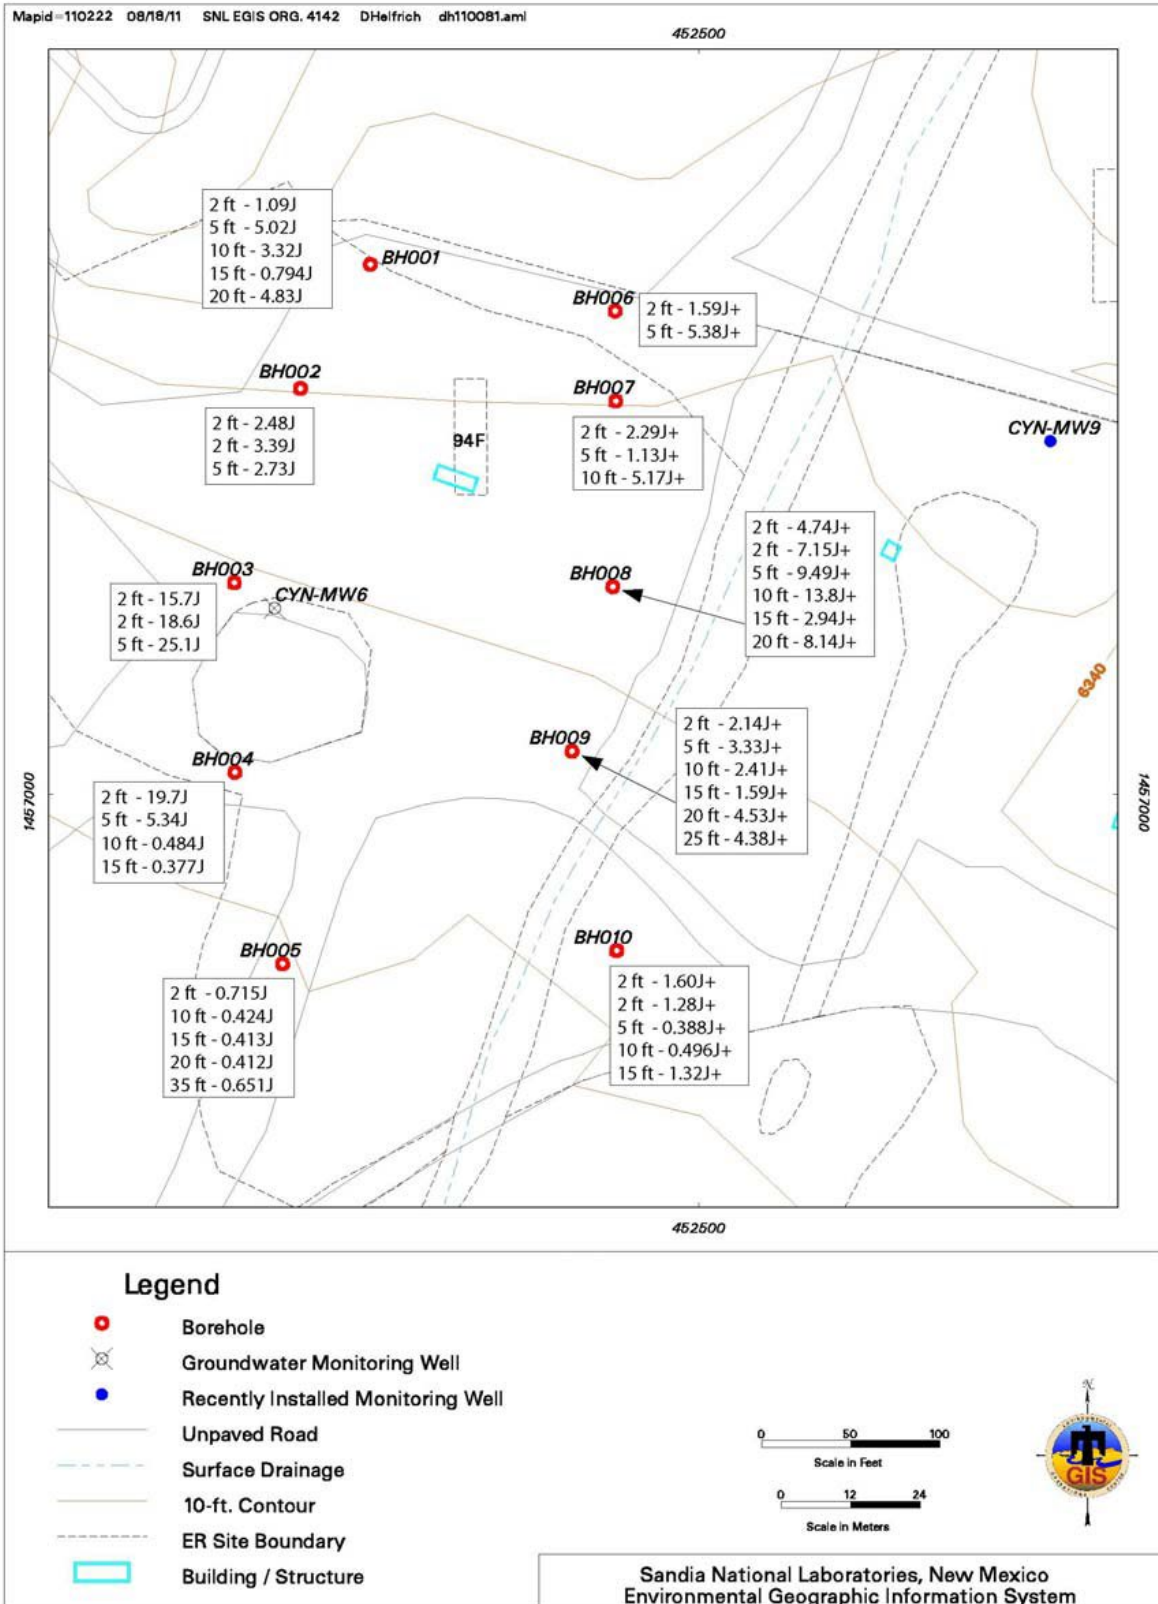 Mapid=110222 08/18/11 SNL EGIS ORG. 4142 DHelfrich dh110081.aml
452500
2 ft - 1.09J
5 ft - 5.02J
10 ft - 3.32J
15 ft - 0.794J
20 ft - 4.83J
BH001
BH006
2 ft - 1.59J+
5 ft - 5.38J+
BH002
2 ft - 2.48J
2 ft - 3.39J
5 ft - 2.73J
94F
BH007
2 ft - 2.29J+
5 ft - 1.13J+
10 ft - 5.17J+
CYN-MW9
BH003
2 ft - 15.7J
2 ft - 18.6J
5 ft - 25.1J
CYN-MW6
BH008
2 ft - 4.74J+
2 ft - 7.15J+
5 ft - 9.49J+
10 ft - 13.8J+
15 ft - 2.94J+
20 ft - 8.14J+
6340
BH009
2 ft - 2.14J+
5 ft - 3.33J+
10 ft - 2.41J+
15 ft - 1.59J+
20 ft - 4.53J+
25 ft - 4.38J+
1457000
1457000
BH004
2 ft - 19.7J
5 ft - 5.34J
10 ft - 0.484J
15 ft - 0.377J
BH005
2 ft - 0.715J
10 ft - 0.424J
15 ft - 0.413J
20 ft - 0.412J
35 ft - 0.651J
BH010
2 ft - 1.60J+
2 ft - 1.28J+
5 ft - 0.388J+
10 ft - 0.496J+
15 ft - 1.32J+
452500
Legend
Borehole
Groundwater Monitoring Well
Recently Installed Monitoring Well
Unpaved Road
Surface Drainage
10-ft. Contour
ER Site Boundary
Building / Structure
0 50 100
Scale in Feet
0 12 24
Scale in Meters
N
GIS
Sandia National Laboratories, New Mexico
Environmental Geographic Information System